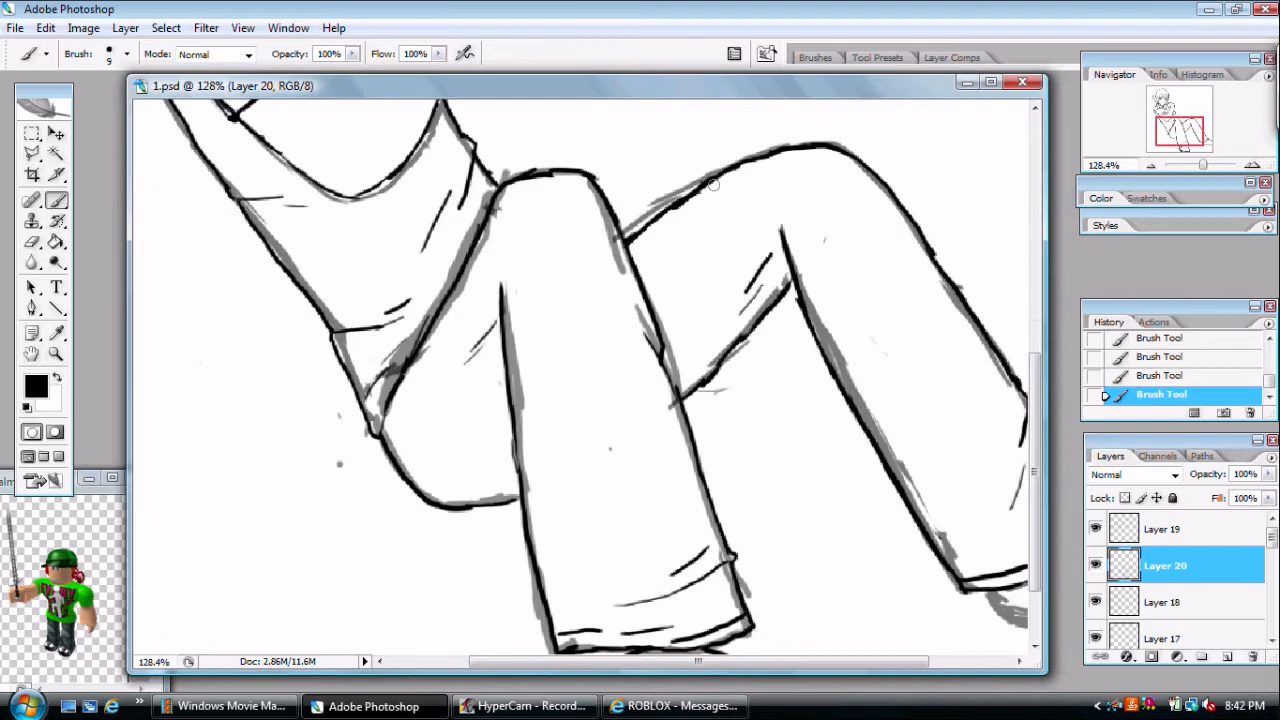 Adobe Photoshop
File Edit Image Layer Select Filter View Window Help
Brush: 9 Mode: Normal Opacity: 100% Flow: 100% Brushes Tool Presets Layer Comps
1.psd @ 128% (Layer 20, RGB/8)
Navigator Info Histogram
128.4%
Color Swatches
Styles
History Actions
Brush Tool
Brush Tool
Brush Tool
Brush Tool
Layers Channels Paths
Normal Opacity: 100%
Lock: Fill: 100%
Layer 19
Layer 20
Layer 18
Layer 17
128.4% Doc: 2.86M/11.6M
Windows Movie Ma... Adobe Photoshop HyperCam - Record... ROBLOX - Messages... 8:42 PM